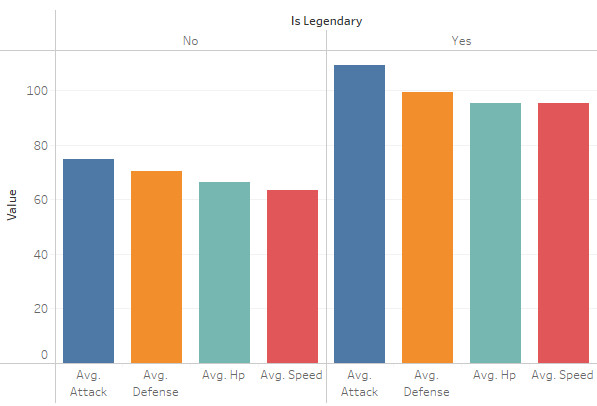 Is Legendary
No Yes
100
80
60
40
20
0
Value
Avg. Attack Avg. Defense Avg. Hp Avg. Speed Avg. Attack Avg. Defense Avg. Hp Avg. Speed